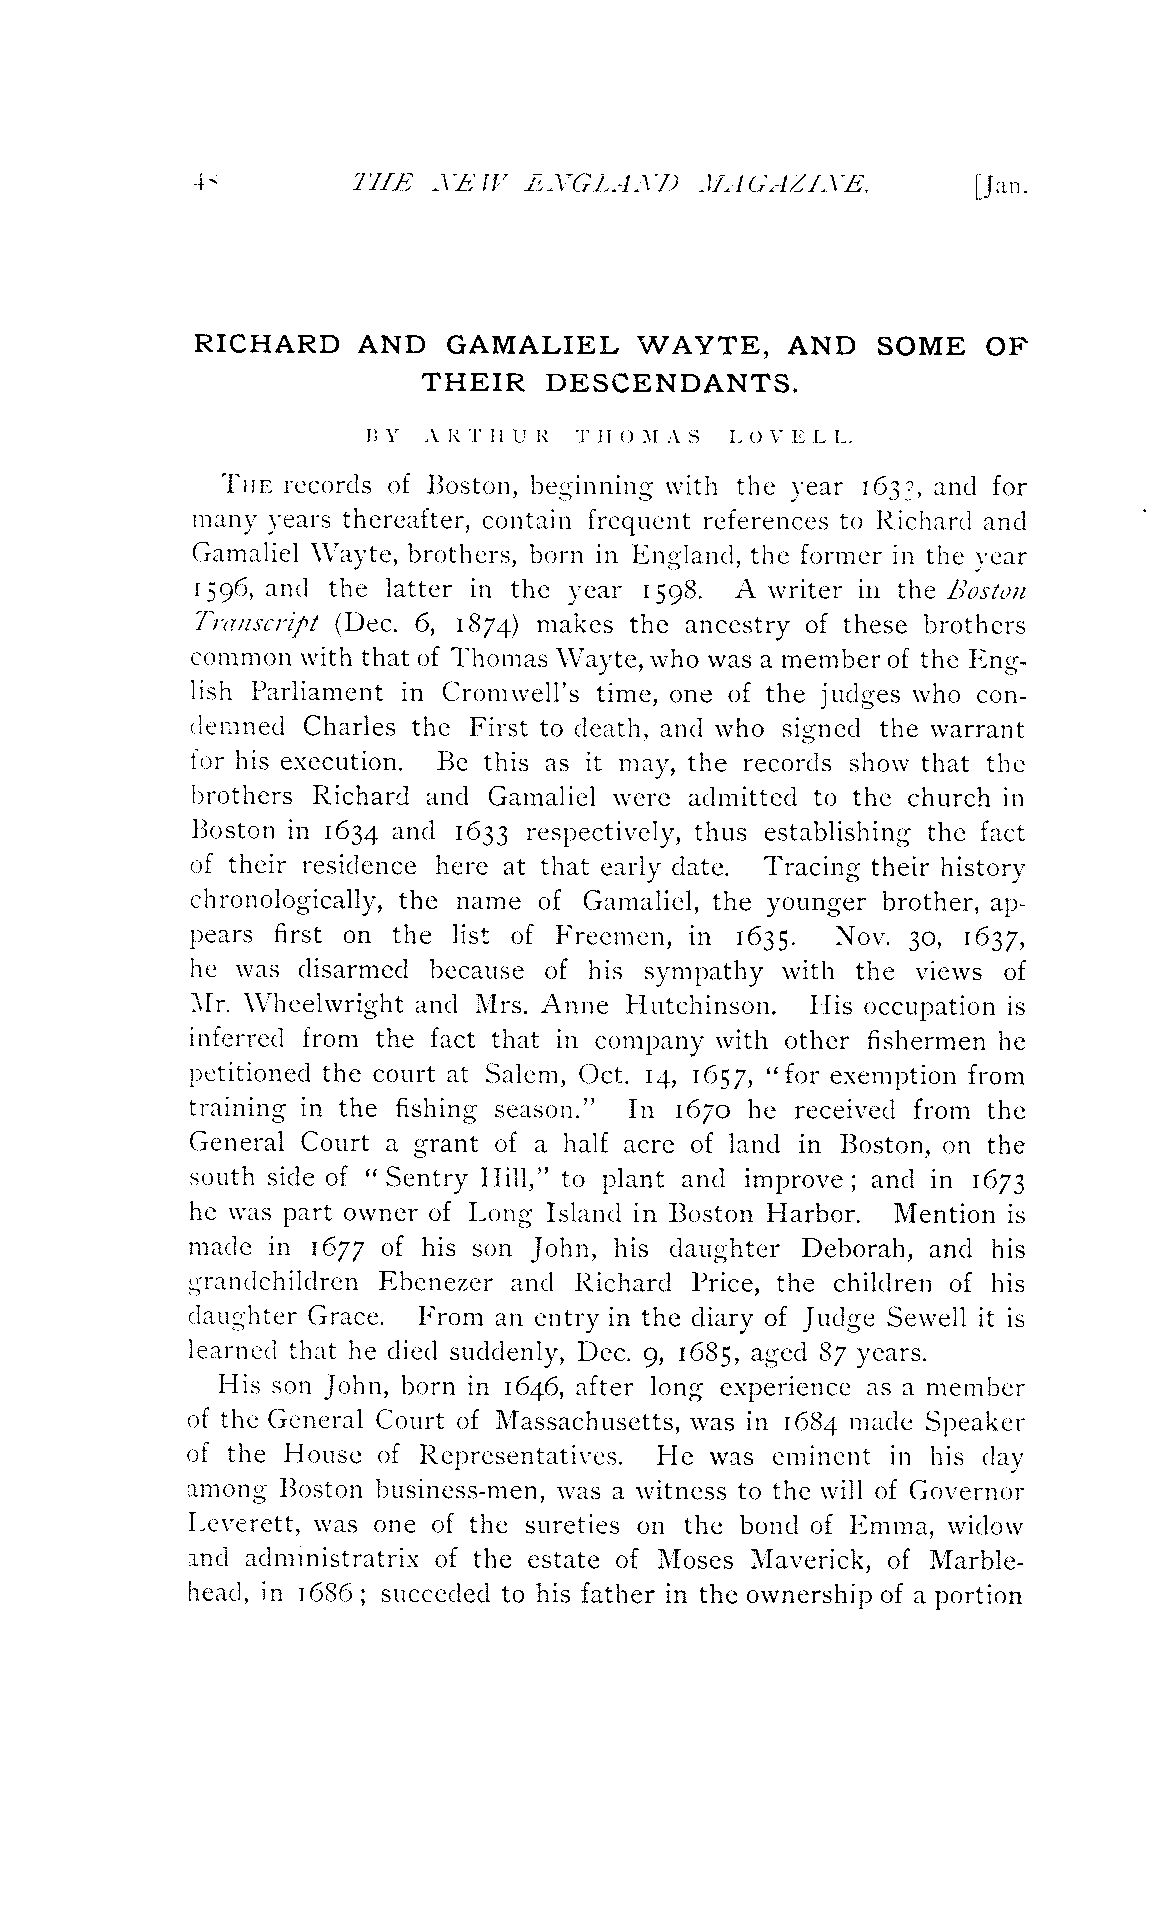 48 THE NEW ENGLAND MAGAZINE. [Jan.
RICHARD AND GAMALIEL WAYTE, AND SOME OF
THEIR DESCENDANTS.
BY ARTHUR THOMAS LOVELL.
THE records of Boston, beginning with the year and for
many years thereafter, contain frequent references to Richard and
Gamaliel Wayte, brothers, born in England, the former in the year
1596, and the latter in the year 1598. A writer in the Boston
Transcript (Dec. 6, 1874) makes the ancestry of these brothers
common with that of Thomas Wayte, who was a member of the Eng-
lish Parliament in Cromwell's time, one of the judges who con-
demned Charles the First to death, and who signed the warrant
for his execution. Be this as it may, the records show that the
brothers Richard and Gamaliel were admitted to the church in
Boston in 1634 and 1633 respectively, thus establishing the fact
of their residence here at that early date. Tracing their history
chronologically, the name of Gamaliel, the younger brother, ap-
pears first on the list of Freemen, in 1635. Nov. 30, 1637,
he was disarmed because of his sympathy with the views of
Mr. Wheelwright and Mrs. Anne Hutchinson. His occupation is
inferred from the fact that in company with other fishermen he
petitioned the court at Salem, Oct. 14, 1657, "for exemption from
training in the fishing season." In 1670 he received from the
General Court a grant of a half acre of land in Boston, on the
south side of "Sentry Hill," to plant and improve; and in 1673
he was part owner of Long Island in Boston Harbor. Mention is
made in 1677 of his son John, his daughter Deborah, and his
grandchildren Ebenezer and Richard Price, the children of his
daughter Grace. From an entry in the diary of Judge Sewell it is
learned that he died suddenly, Dec. 9, 1685, aged 87 years.
His son John, born in 1646, after long experience as a member
of the General Court of Massachusetts, was in 1684 made Speaker
of the House of Representatives. He was eminent in his day
among Boston business-men, was a witness to the will of Governor
Leverett, was one of the sureties on the bond of Emma, widow
and administratrix of the estate of Moses Maverick, of Marble-
head, in 1686; succeded to his father in the ownership of a portion